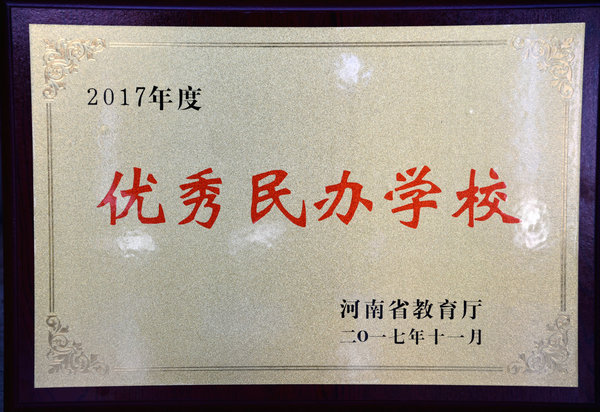 2017年度
优秀民办学校
河南省教育厅
二〇一七年十一月